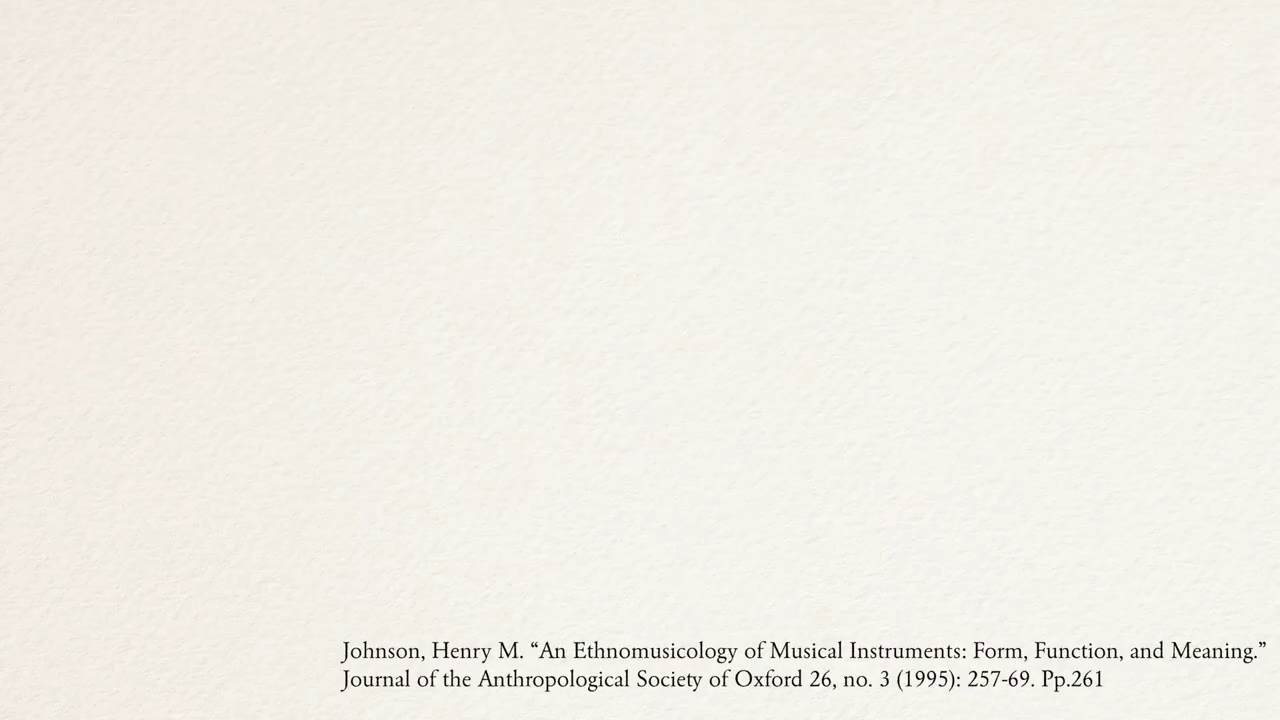 Johnson, Henry M. “An Ethnomusicology of Musical Instruments: Form, Function, and Meaning.”
Journal of the Anthropological Society of Oxford 26, no. 3 (1995): 257-69. Pp.261